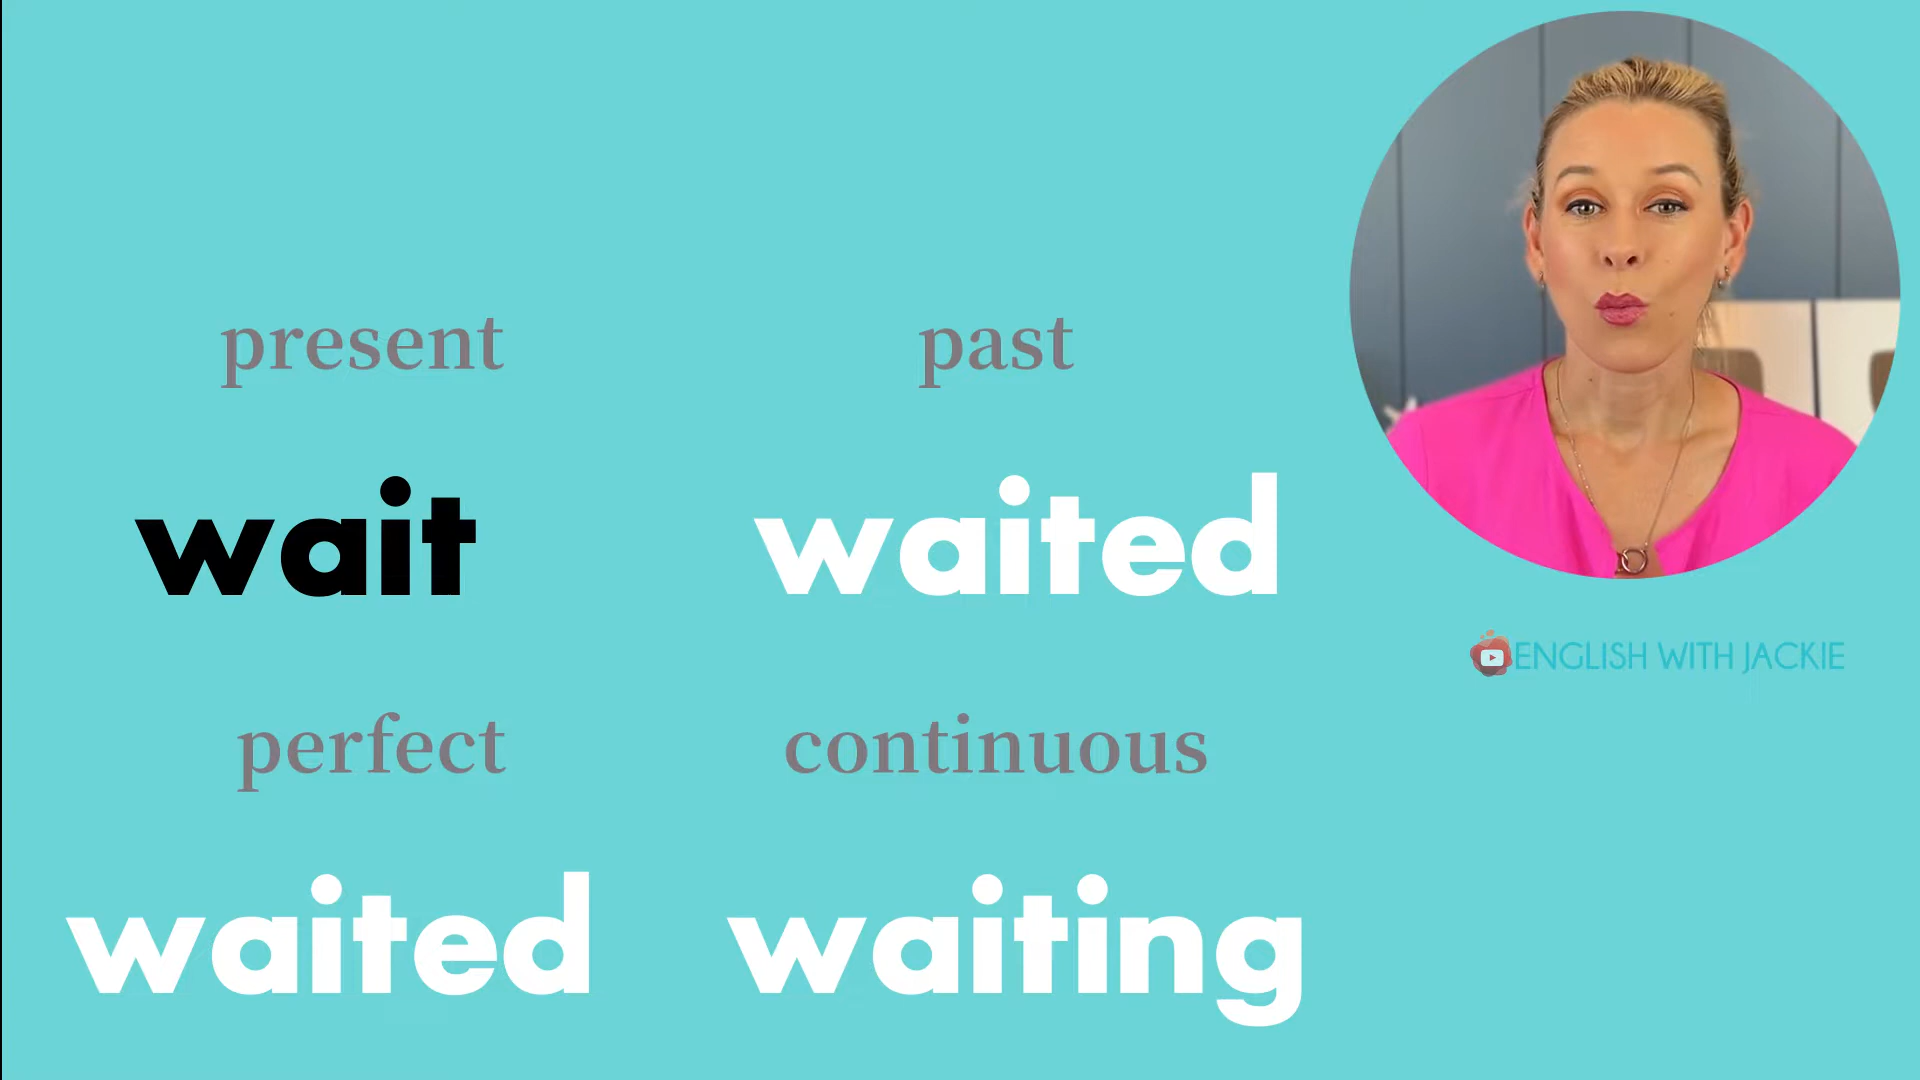 present
past
wait
waited
ENGLISH WITH JACKIE
perfect
continuous
waited
waiting